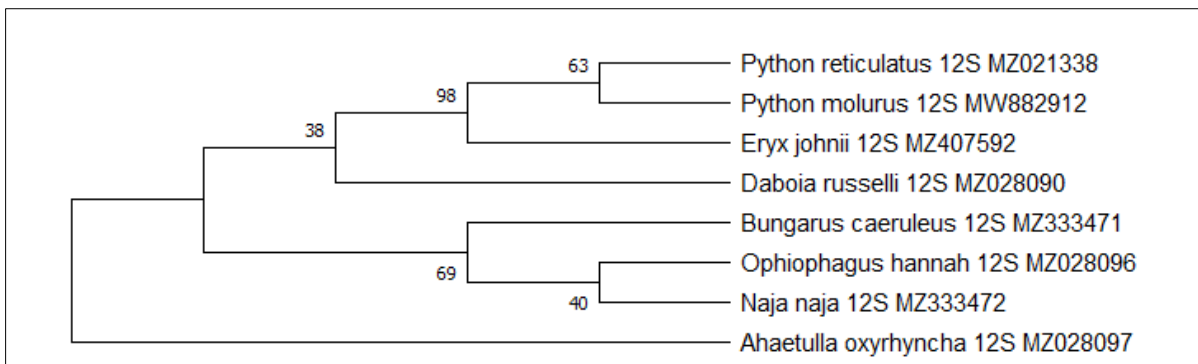 63
Python reticulatus 12S MZ021338
98
Python molurus 12S MW882912
38
Eryx johnii 12S MZ407592
Daboia russelli 12S MZ028090
Bungarus caeruleus 12S MZ333471
69
Ophiophagus hannah 12S MZ028096
40
Naja naja 12S MZ333472
Ahaetulla oxyrhyncha 12S MZ028097